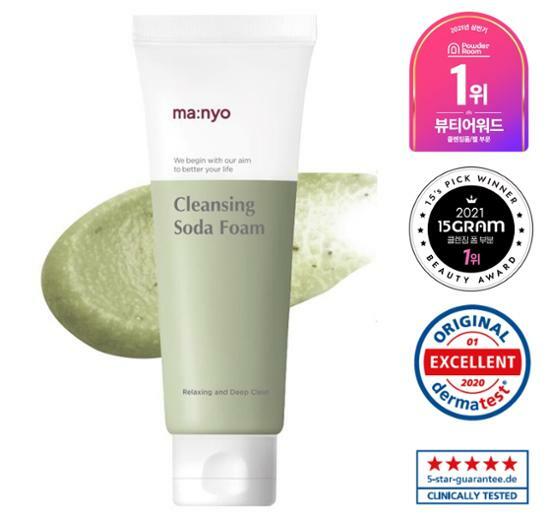 ma:nyo
We begin with our aim
to better your life
Cleansing
Soda Foam
Relaxing and Deep Clean
2021년 상반기
Powder
Room
1위
뷰티어워드
클렌징폼/젤 부문
15's PICK WINNER
2021
15GRAM
클렌징 폼 부분
1위
BEAUTY AWARD
ORIGINAL
01
EXCELLENT
2020
dermatest®
★★★★★
5-star-guarantee.de
CLINICALLY TESTED